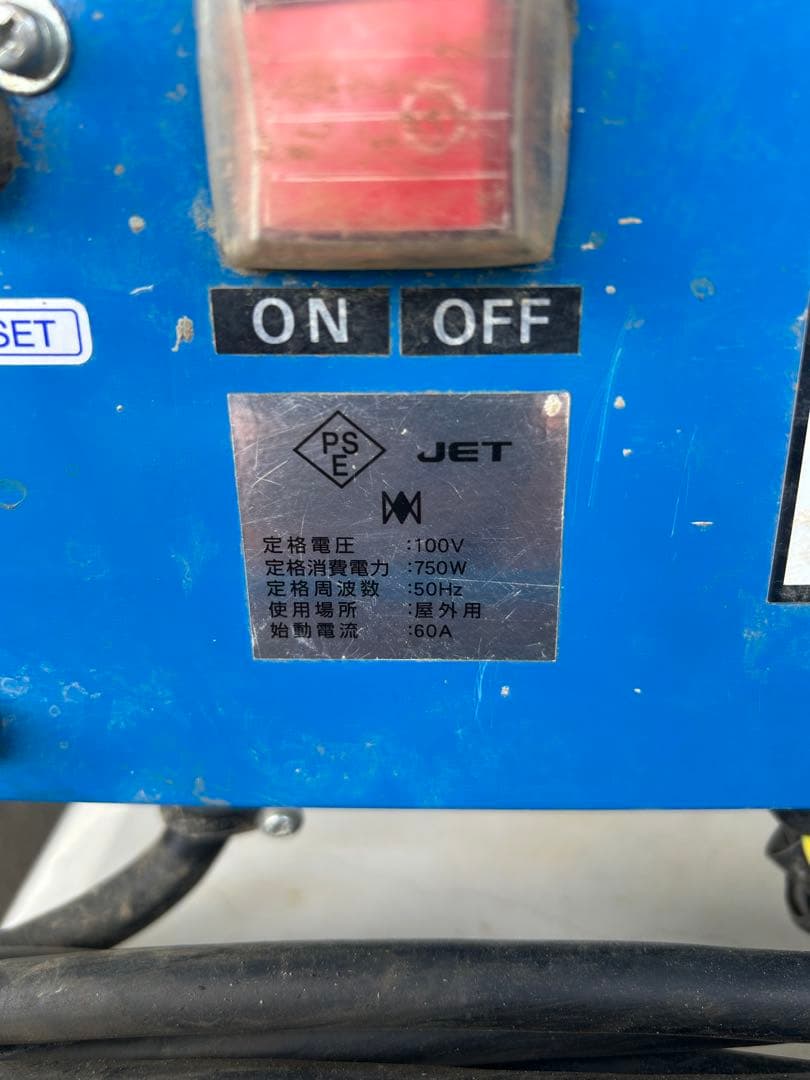 ON OFF
SET
PS
E
JET
定格電圧 :100V
定格消費電力 :750W
定格周波数 :50Hz
使用場所 :屋外用
始動電流 :60A